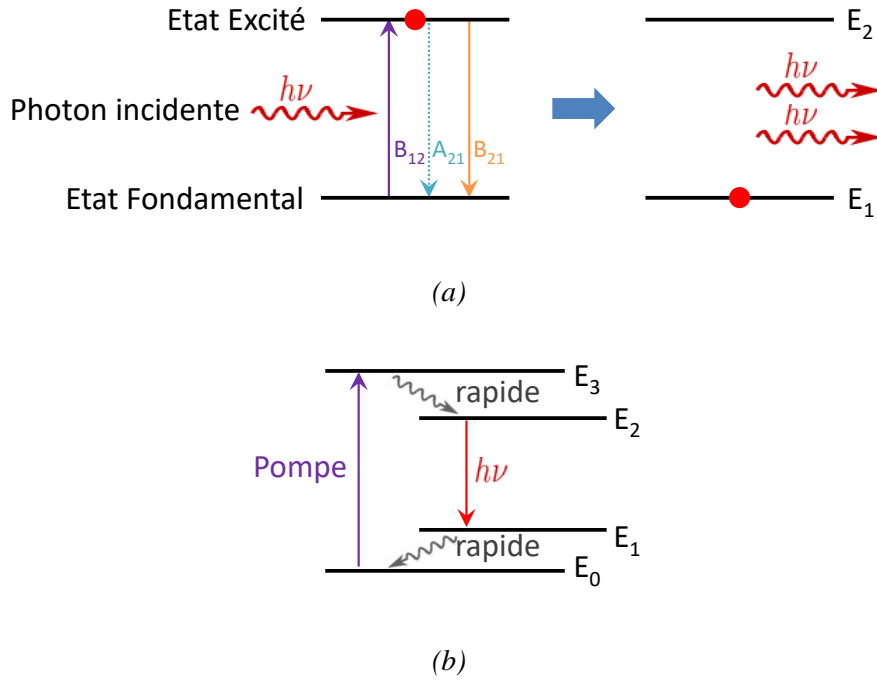 Etat Excité
E₂
hν
Photon incidente
hν
hν
B₁₂ A₂₁ B₂₁
Etat Fondamental
E₁
(a)
E₃
rapide
E₂
Pompe
hν
E₁
rapide
E₀
(b)